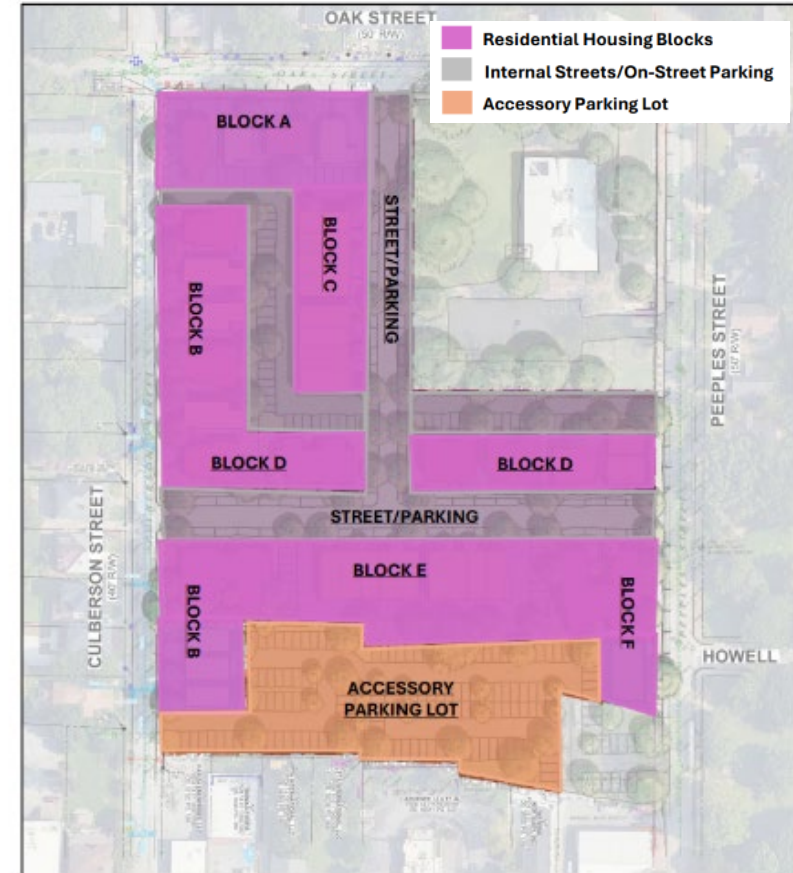 OAK STREET
(50' R/W)
Residential Housing Blocks
Internal Streets/On-Street Parking
Accessory Parking Lot
OAK
BLOCK A
STREET/PARKING
BLOCK C
BLOCK B
PEEPLES STREET
(50' R/W)
BLOCK D
BLOCK D
STREET/PARKING
CULBERSON STREET
(40' R/W)
BLOCK E
BLOCK B
BLOCK F
HOWELL
ACCESSORY
PARKING LOT